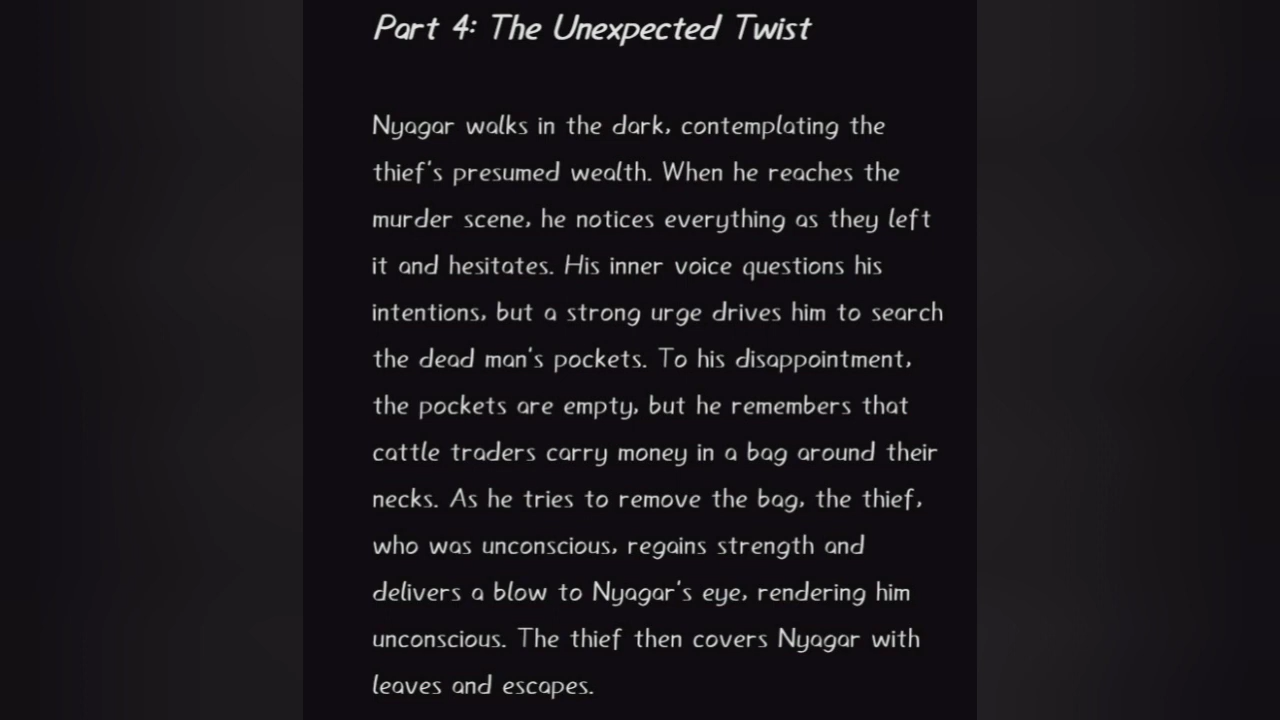 Part 4: The Unexpected Twist
Nyagar walks in the dark, contemplating the
thief's presumed wealth. When he reaches the
murder scene, he notices everything as they left
it and hesitates. His inner voice questions his
intentions, but a strong urge drives him to search
the dead man's pockets. To his disappointment,
the pockets are empty, but he remembers that
cattle traders carry money in a bag around their
necks. As he tries to remove the bag, the thief,
who was unconscious, regains strength and
delivers a blow to Nyagar's eye, rendering him
unconscious. The thief then covers Nyagar with
leaves and escapes.